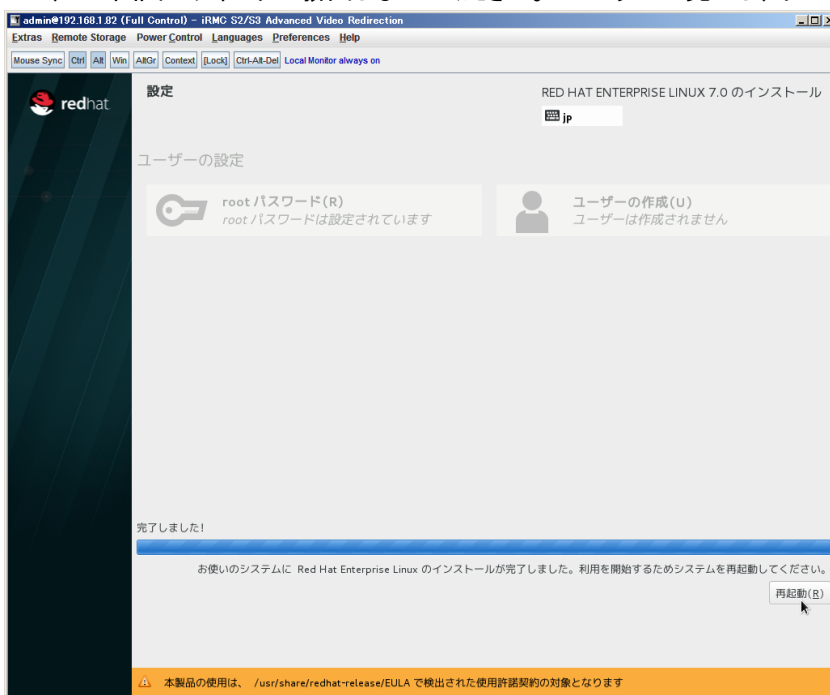 admin@192.168.1.82 (Full Control) - iRMC S2/S3 Advanced Video Redirection
Extras Remote Storage Power Control Languages Preferences Help
Mouse Sync Ctrl Alt Win AltGr Context [Lock] Ctrl-Alt-Del Local Monitor always on
redhat
設定
RED HAT ENTERPRISE LINUX 7.0 のインストール
jp
ユーザーの設定
root パスワード(R)
root パスワードは設定されています
ユーザーの作成(U)
ユーザーは作成されません
完了しました!
お使いのシステムに Red Hat Enterprise Linux のインストールが完了しました。利用を開始するためシステムを再起動してください。
再起動(R)
本製品の使用は、 /usr/share/redhat-release/EULA で検出された使用許諾契約の対象となります